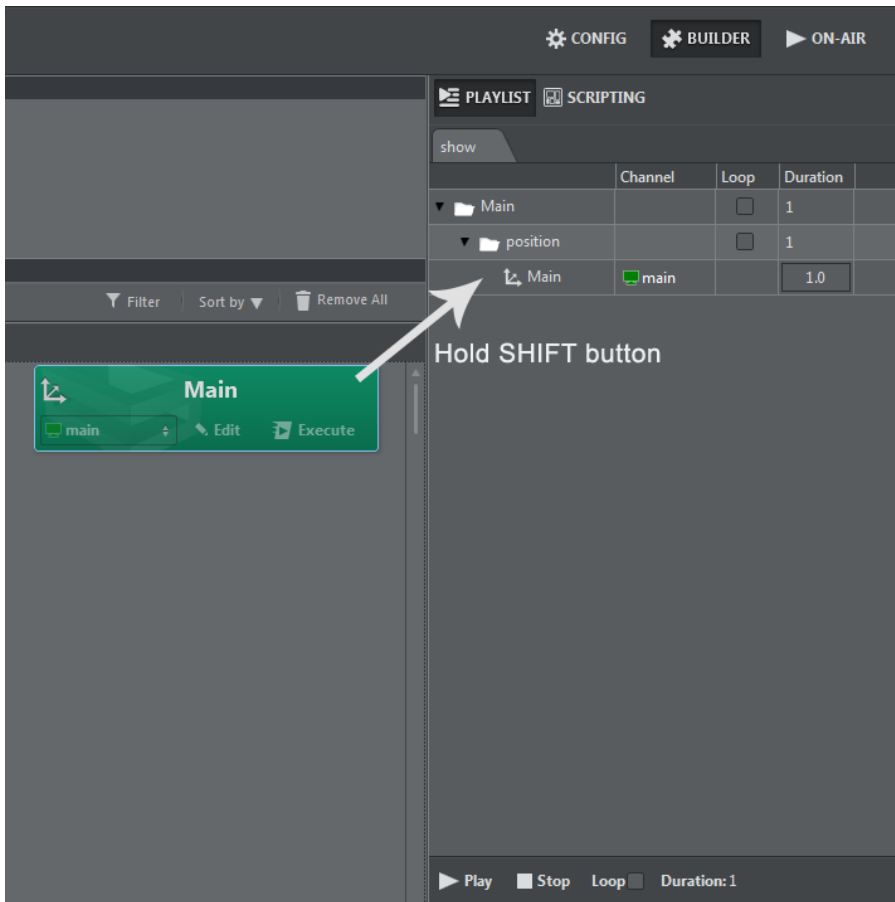 CONFIG BUILDER ON-AIR
PLAYLIST SCRIPTING
show
Channel Loop Duration
Main 1
position 1
Main main 1.0
Filter Sort by Remove All
Hold SHIFT button
Main
main Edit Execute
Play Stop Loop Duration: 1